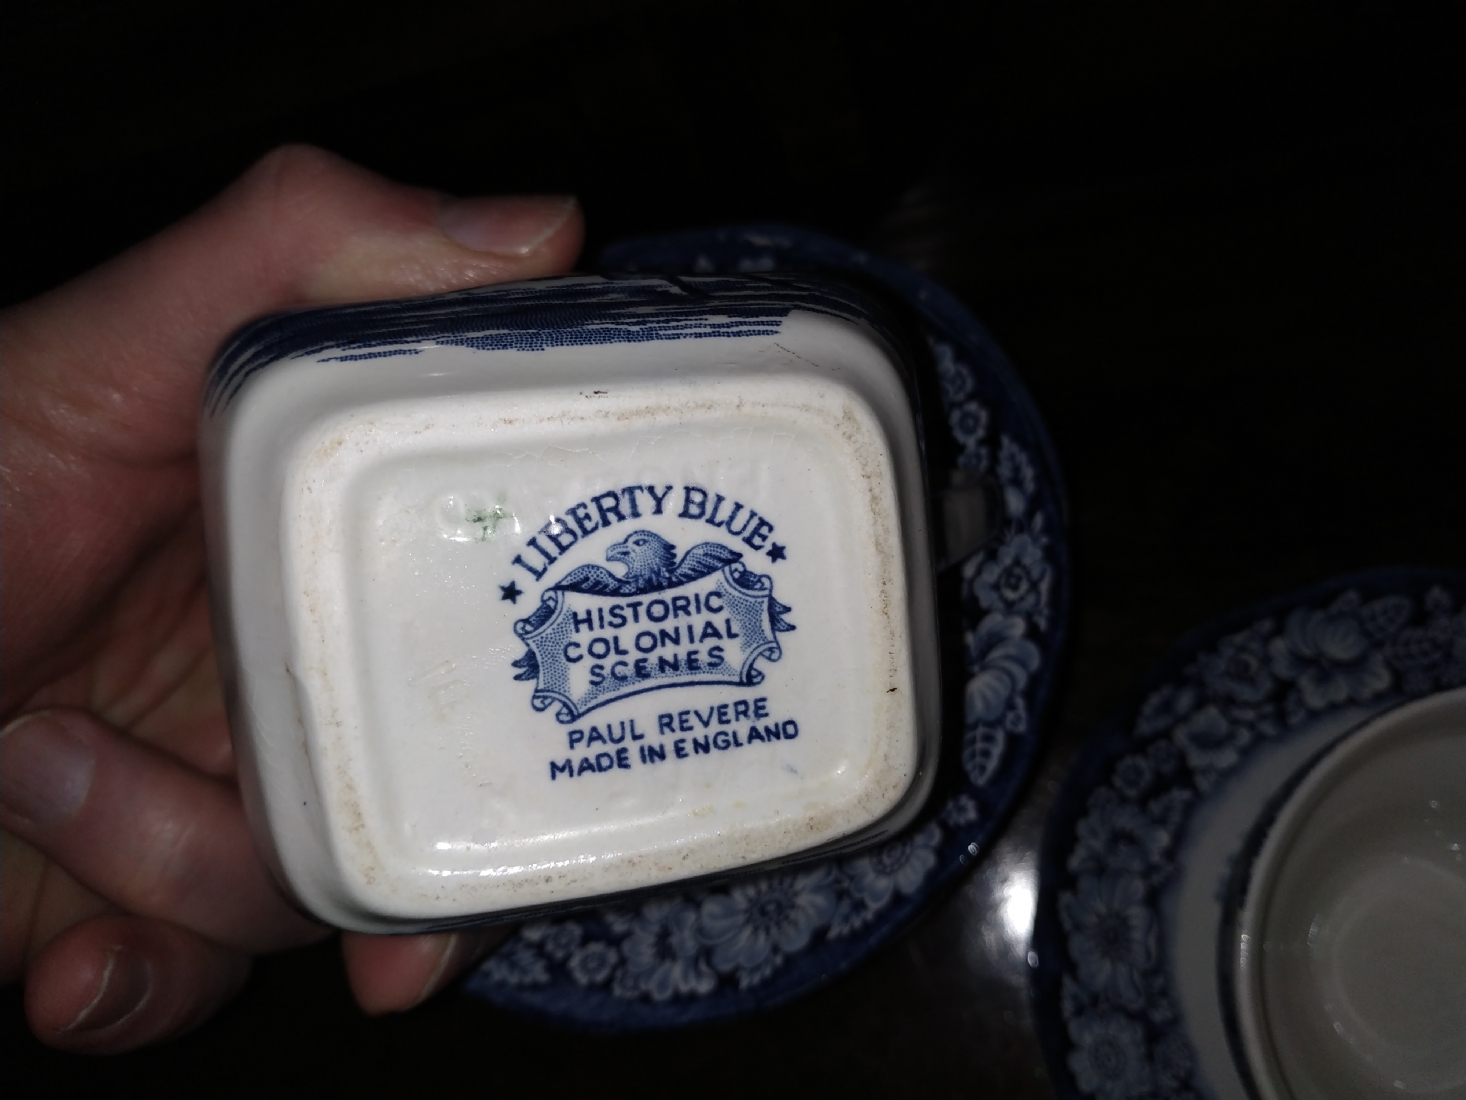 LIBERTY BLUE
HISTORIC
COLONIAL
SCENES
PAUL REVERE
MADE IN ENGLAND